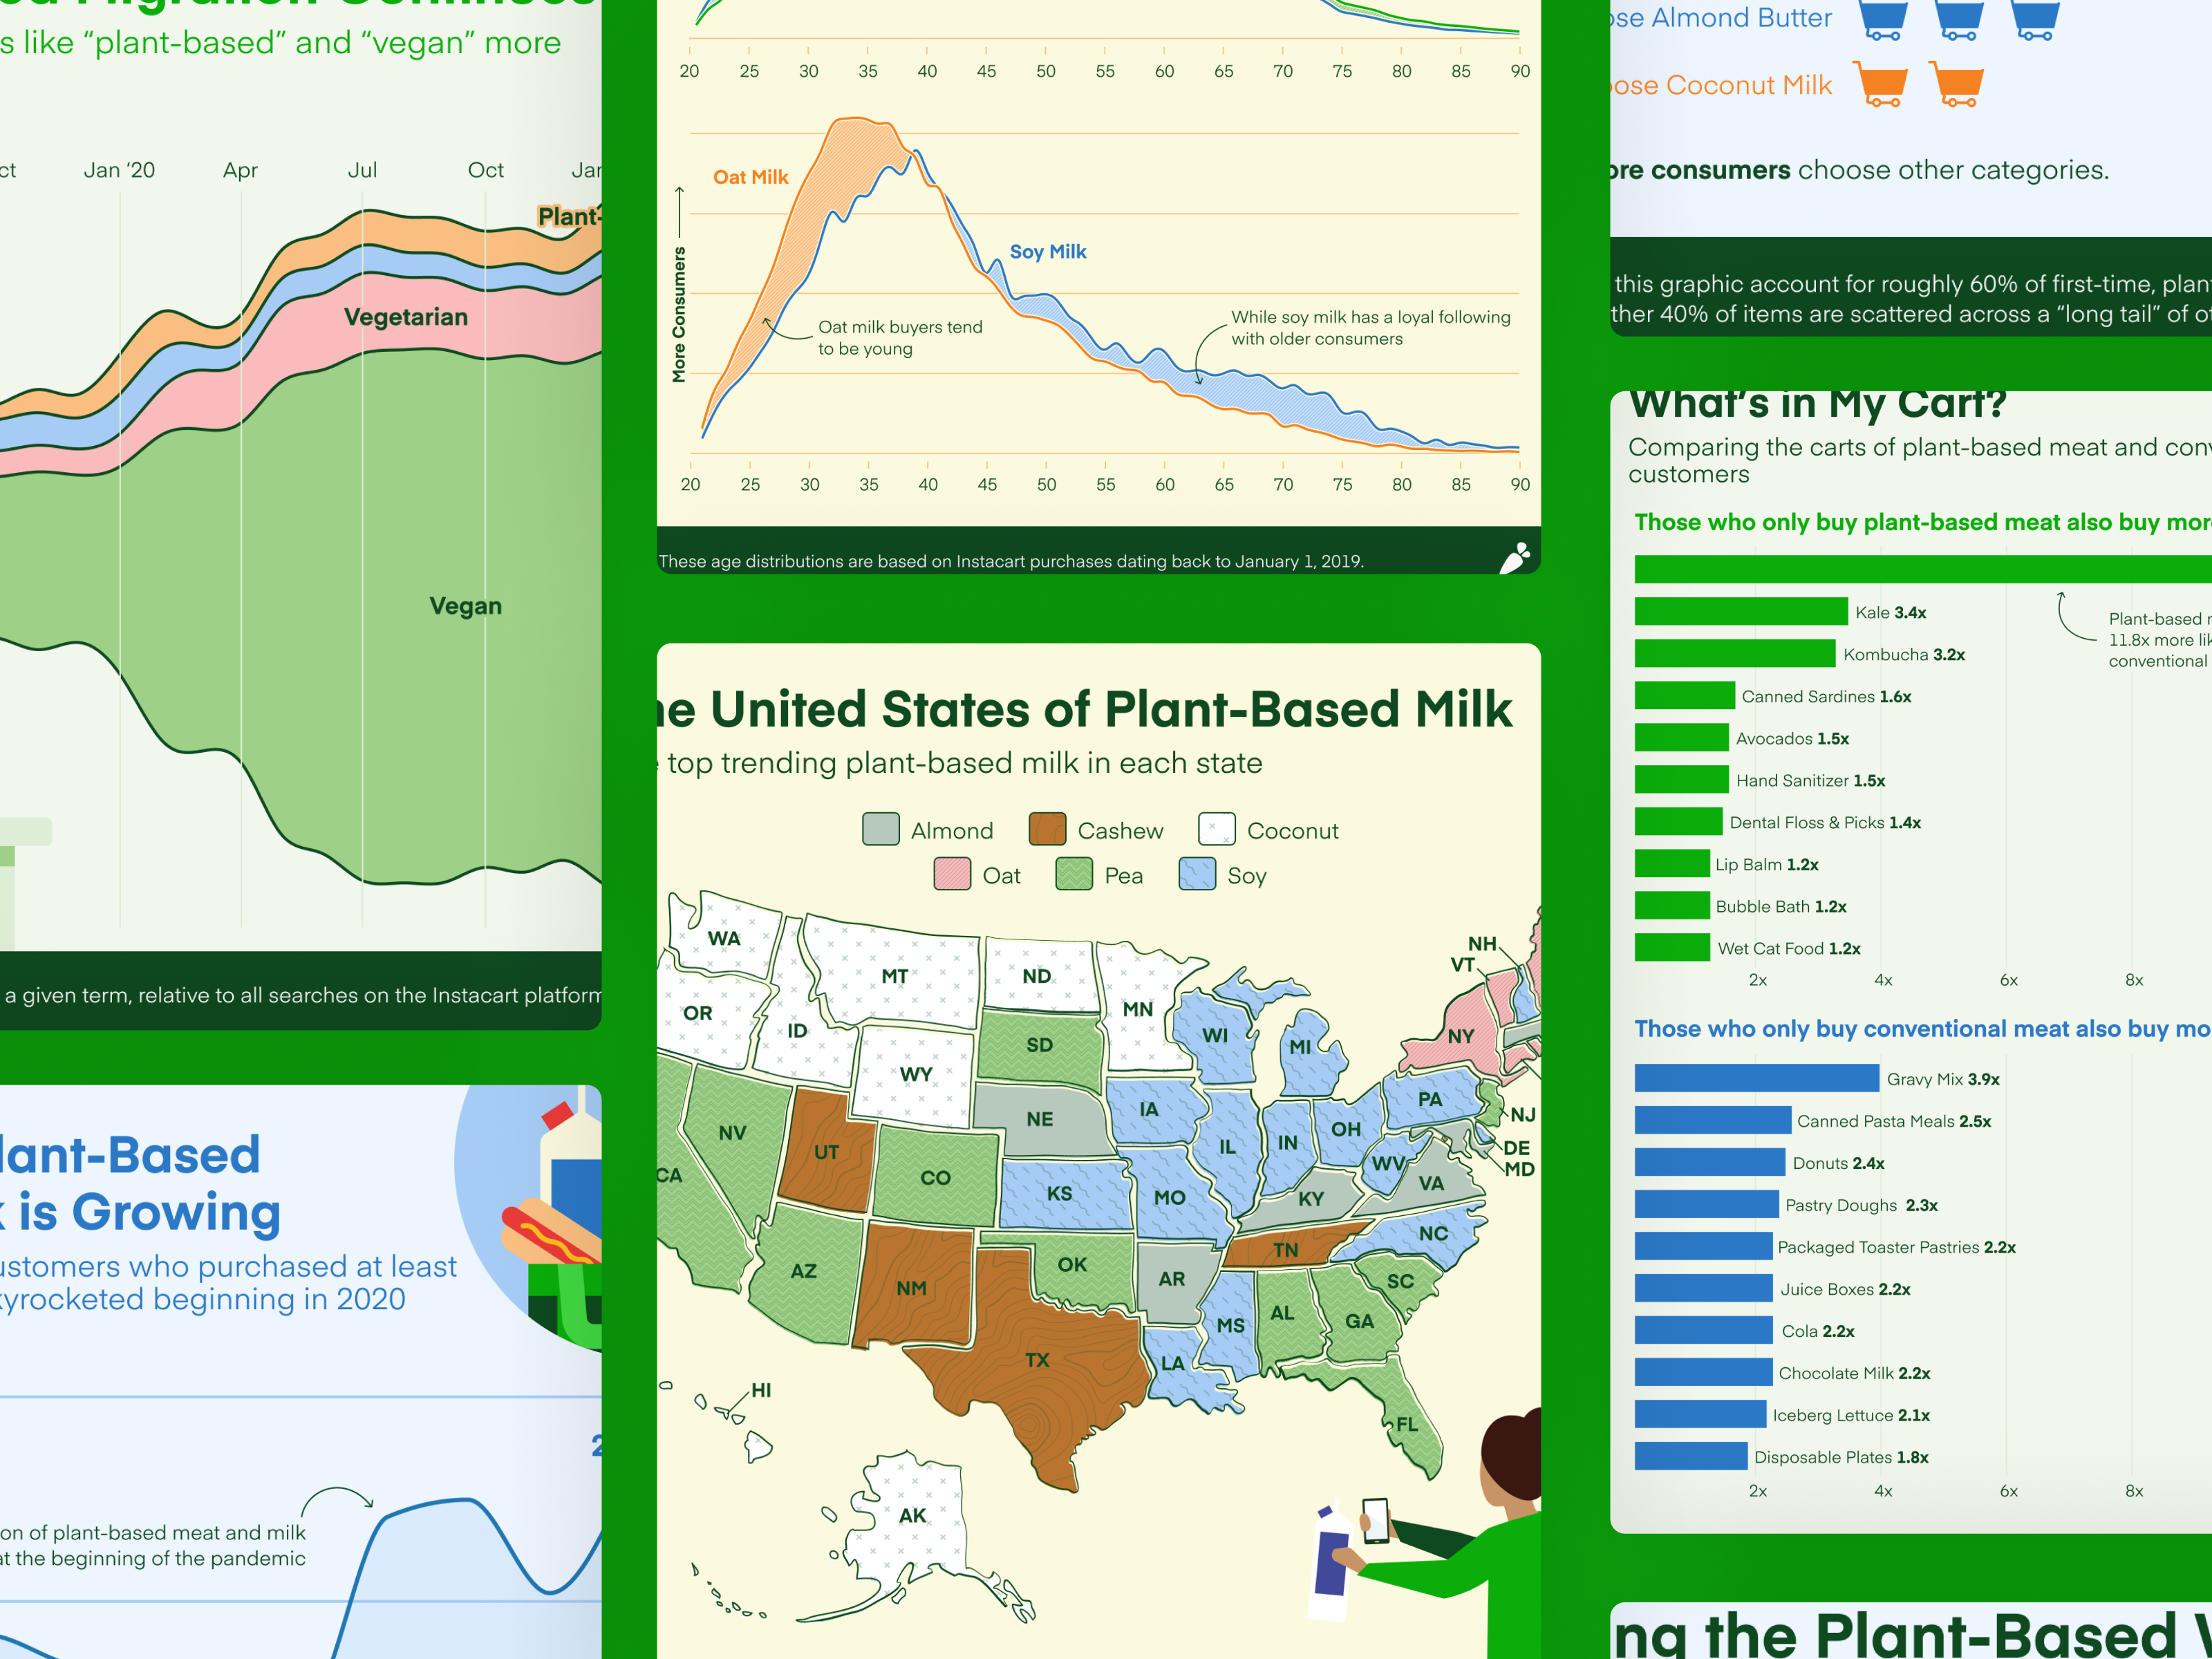 ed Migration Continues
s like “plant-based” and “vegan” more
ct
Jan ‘20
Apr
Jul
Oct
Jan
Plant-
Vegetarian
Vegan
a given term, relative to all searches on the Instacart platform
lant-Based
k is Growing
ustomers who purchased at least
kyrocketed beginning in 2020
2
on of plant-based meat and milk
at the beginning of the pandemic
20 25 30 35 40 45 50 55 60 65 70 75 80 85 90
Oat Milk
Soy Milk
More Consumers
Oat milk buyers tend
to be young
While soy milk has a loyal following
with older consumers
20 25 30 35 40 45 50 55 60 65 70 75 80 85 90
These age distributions are based on Instacart purchases dating back to January 1, 2019.
he United States of Plant-Based Milk
e top trending plant-based milk in each state
Almond Cashew Coconut
Oat Pea Soy
WA
MT
ND
MN
OR
ID
WY
SD
WI
MI
NH
VT
NY
NE
IA
PA
NJ
NV
UT
CO
IL
IN
OH
DE
MD
CA
KS
MO
WV
VA
KY
NC
AZ
NM
OK
AR
TN
SC
TX
MS
AL
GA
LA
FL
HI
AK
ose Almond Butter
ose Coconut Milk
ore consumers choose other categories.
this graphic account for roughly 60% of first-time, plant
ther 40% of items are scattered across a “long tail” of ot
What’s in My Cart?
Comparing the carts of plant-based meat and conv
customers
Those who only buy plant-based meat also buy more
Kale 3.4x
Plant-based m
11.8x more lik
conventional
Kombucha 3.2x
Canned Sardines 1.6x
Avocados 1.5x
Hand Sanitizer 1.5x
Dental Floss & Picks 1.4x
Lip Balm 1.2x
Bubble Bath 1.2x
Wet Cat Food 1.2x
2x 4x 6x 8x
Those who only buy conventional meat also buy mo
Gravy Mix 3.9x
Canned Pasta Meals 2.5x
Donuts 2.4x
Pastry Doughs 2.3x
Packaged Toaster Pastries 2.2x
Juice Boxes 2.2x
Cola 2.2x
Chocolate Milk 2.2x
Iceberg Lettuce 2.1x
Disposable Plates 1.8x
2x 4x 6x 8x
ng the Plant-Based V